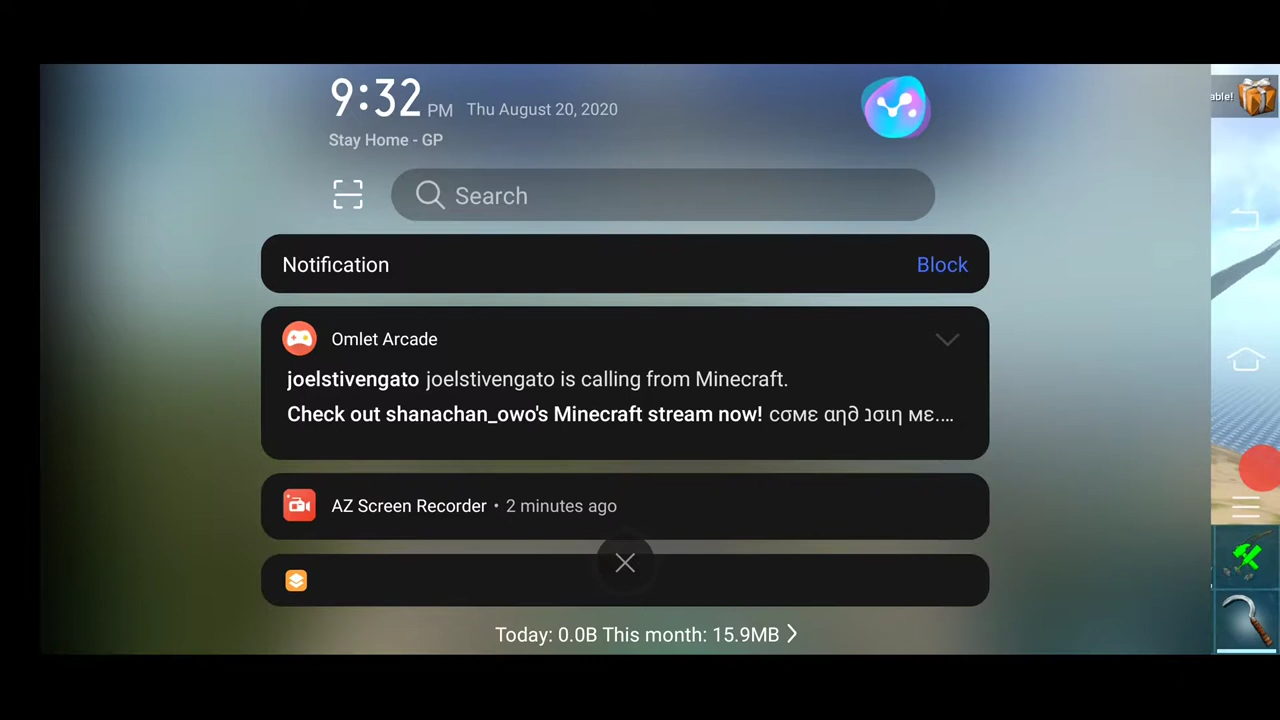 9:32 PM Thu August 20, 2020
able!
Stay Home - GP
Search
Notification Block
Omlet Arcade
joelstivengato joelstivengato is calling from Minecraft.
Check out shanachan_owo's Minecraft stream now! cσмε αη∂ נσιη мε....
AZ Screen Recorder • 2 minutes ago
Today: 0.0B This month: 15.9MB